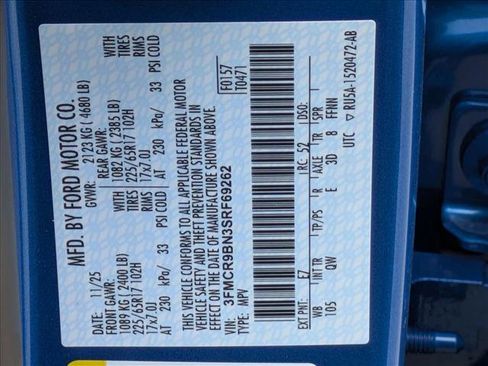 MFD. BY FORD MOTOR CO.
DATE: 11/25 GVWR: 2123 KG (4680 LB)
FRONT GAWR: REAR GAWR:
1089 KG (2400 LB) 1082 KG (2385 LB)
225/65R17 102H WITH TIRES 225/65R17 102H WITH TIRES
17x7.0J RIMS 17x7.0J RIMS
AT 230 kPa/ 33 PSI COLD AT 230 kPa/ 33 PSI COLD
THIS VEHICLE CONFORMS TO ALL APPLICABLE FEDERAL MOTOR
VEHICLE SAFETY AND THEFT PREVENTION STANDARDS IN
EFFECT ON THE DATE OF MANUFACTURE SHOWN ABOVE.
VIN: 3FMCR9BN3SRF69262
TYPE: MPV
F0157
T0471
EXT PNT: E7 RC: 52 DSO:
WB INT TR TP/PS R AXLE TR SPR
105 QW E 3D 8 FFNN
UTC RU5A-1520472-AB